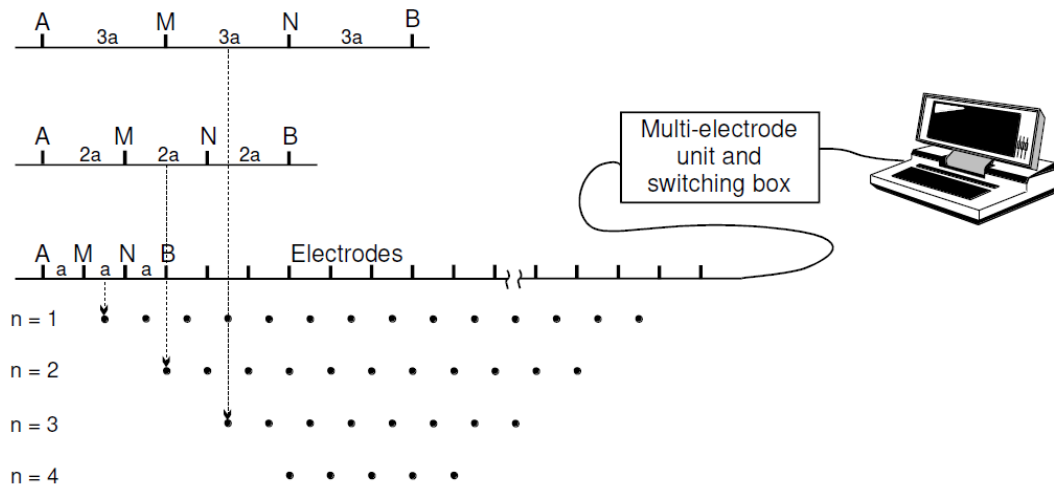 A M N B
3a 3a 3a
A M N B
2a 2a 2a
Multi-electrode
unit and
switching box
A M N B Electrodes
a a a
n = 1
n = 2
n = 3
n = 4